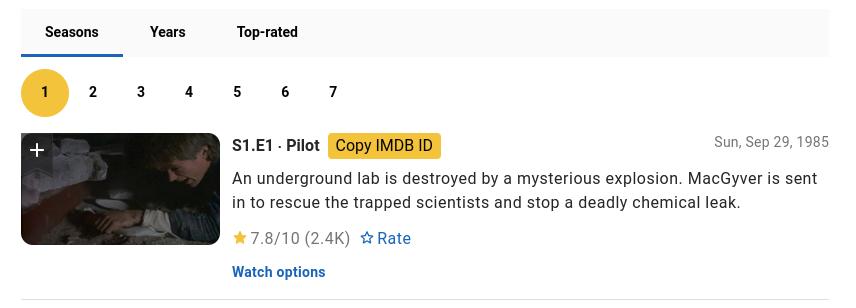 Seasons Years Top-rated
1 2 3 4 5 6 7
S1.E1 · Pilot Copy IMDB ID Sun, Sep 29, 1985
An underground lab is destroyed by a mysterious explosion. MacGyver is sent
in to rescue the trapped scientists and stop a deadly chemical leak.
7.8/10 (2.4K) Rate
Watch options